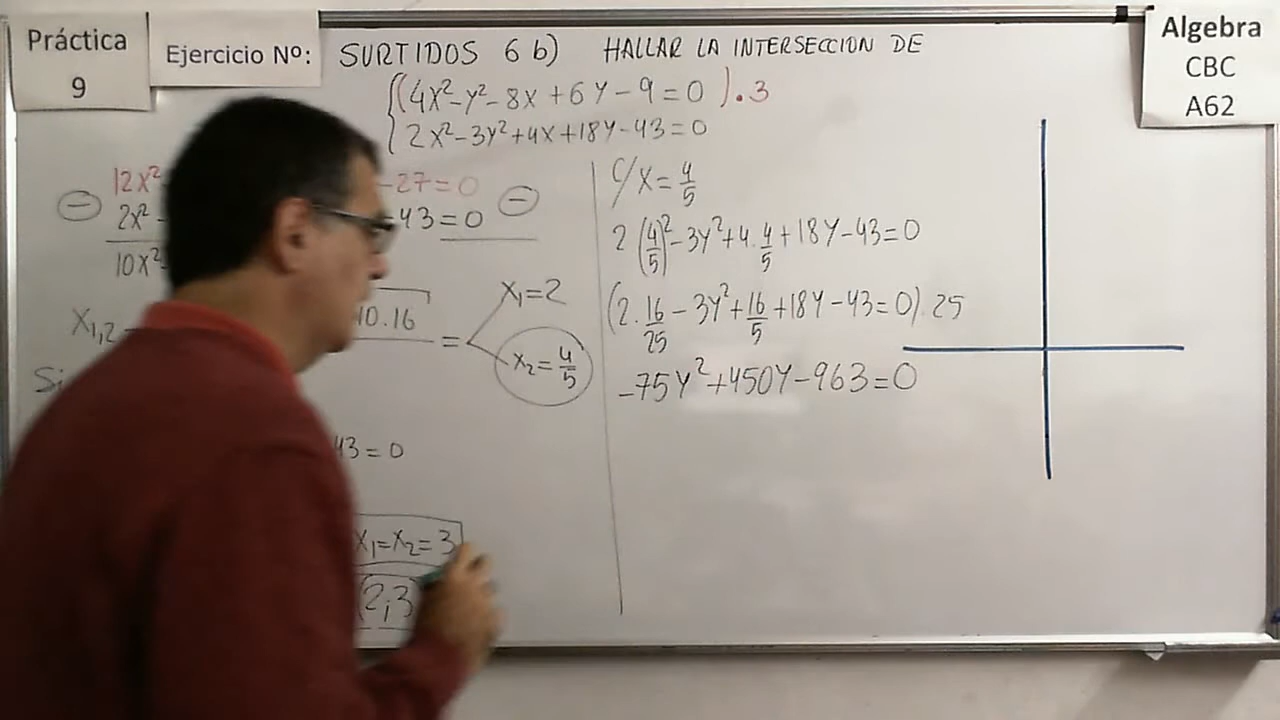 Práctica
9
Ejercicio Nº:
SURTIDOS 6 b) HALLAR LA INTERSECCION DE
(4X²-Y²-8X+6Y-9=0).3
2X²-3Y²+4X+18Y-43=0
Algebra
CBC
A62
12X² -27=0
2X² - -43=0
10X²
X₁,₂ 10.16 =
X₁=2
X₂=4/5
Si
43=0
X₁=X₂=3
(2;3)
C/X=4/5
2(4/5)²-3Y²+4.4/5+18Y-43=0
(2.16/25-3Y²+16/5+18Y-43=0).25
-75Y²+450Y-963=0